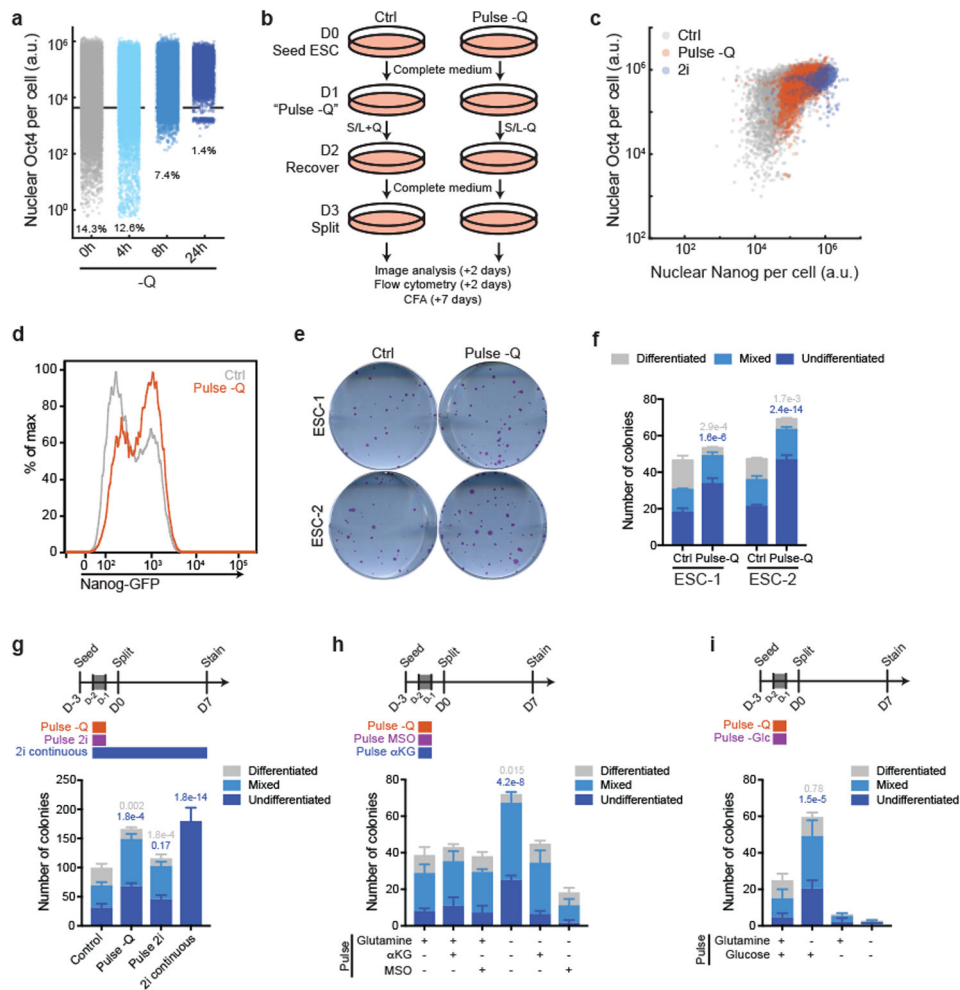 a
Nuclear Oct4 per cell (a.u.)
10⁶
10⁴
10²
10⁰
14.3%
12.6%
7.4%
1.4%
0h
4h
8h
24h
-Q
b
Ctrl
Pulse -Q
D0
Seed ESC
Complete medium
D1
“Pulse -Q”
S/L+Q
S/L-Q
D2
Recover
Complete medium
D3
Split
Image analysis (+2 days)
Flow cytometry (+2 days)
CFA (+7 days)
c
Ctrl
Pulse -Q
2i
Nuclear Oct4 per cell (a.u.)
10⁶
10⁴
10²
10²
10⁴
10⁶
Nuclear Nanog per cell (a.u.)
d
Ctrl
Pulse -Q
% of max
100
80
60
40
20
0
0
10²
10³
10⁴
10⁵
Nanog-GFP
e
Ctrl
Pulse -Q
ESC-1
ESC-2
f
Differentiated
Mixed
Undifferentiated
Number of colonies
80
60
40
20
0
2.9e-4
1.6e-6
1.7e-3
2.4e-14
Ctrl Pulse-Q
Ctrl Pulse-Q
ESC-1
ESC-2
g
Seed
Split
Stain
D-3
D-2
D-1
D0
D7
Pulse -Q
Pulse 2i
2i continuous
Differentiated
Mixed
Undifferentiated
Number of colonies
250
200
150
100
50
0
0.002
1.8e-4
1.8e-4
0.17
1.8e-14
Control
Pulse -Q
Pulse 2i
2i continuous
h
Seed
Split
Stain
D-3
D-2
D-1
D0
D7
Pulse -Q
Pulse MSO
Pulse αKG
Differentiated
Mixed
Undifferentiated
Number of colonies
80
60
40
20
0
0.015
4.2e-8
Pulse
Glutamine + + + - - -
αKG - + - - + -
MSO - - + - - +
i
Seed
Split
Stain
D-3
D-2
D-1
D0
D7
Pulse -Q
Pulse -Glc
Differentiated
Mixed
Undifferentiated
Number of colonies
80
60
40
20
0
0.78
1.5e-5
Pulse
Glutamine + - + -
Glucose + + - -